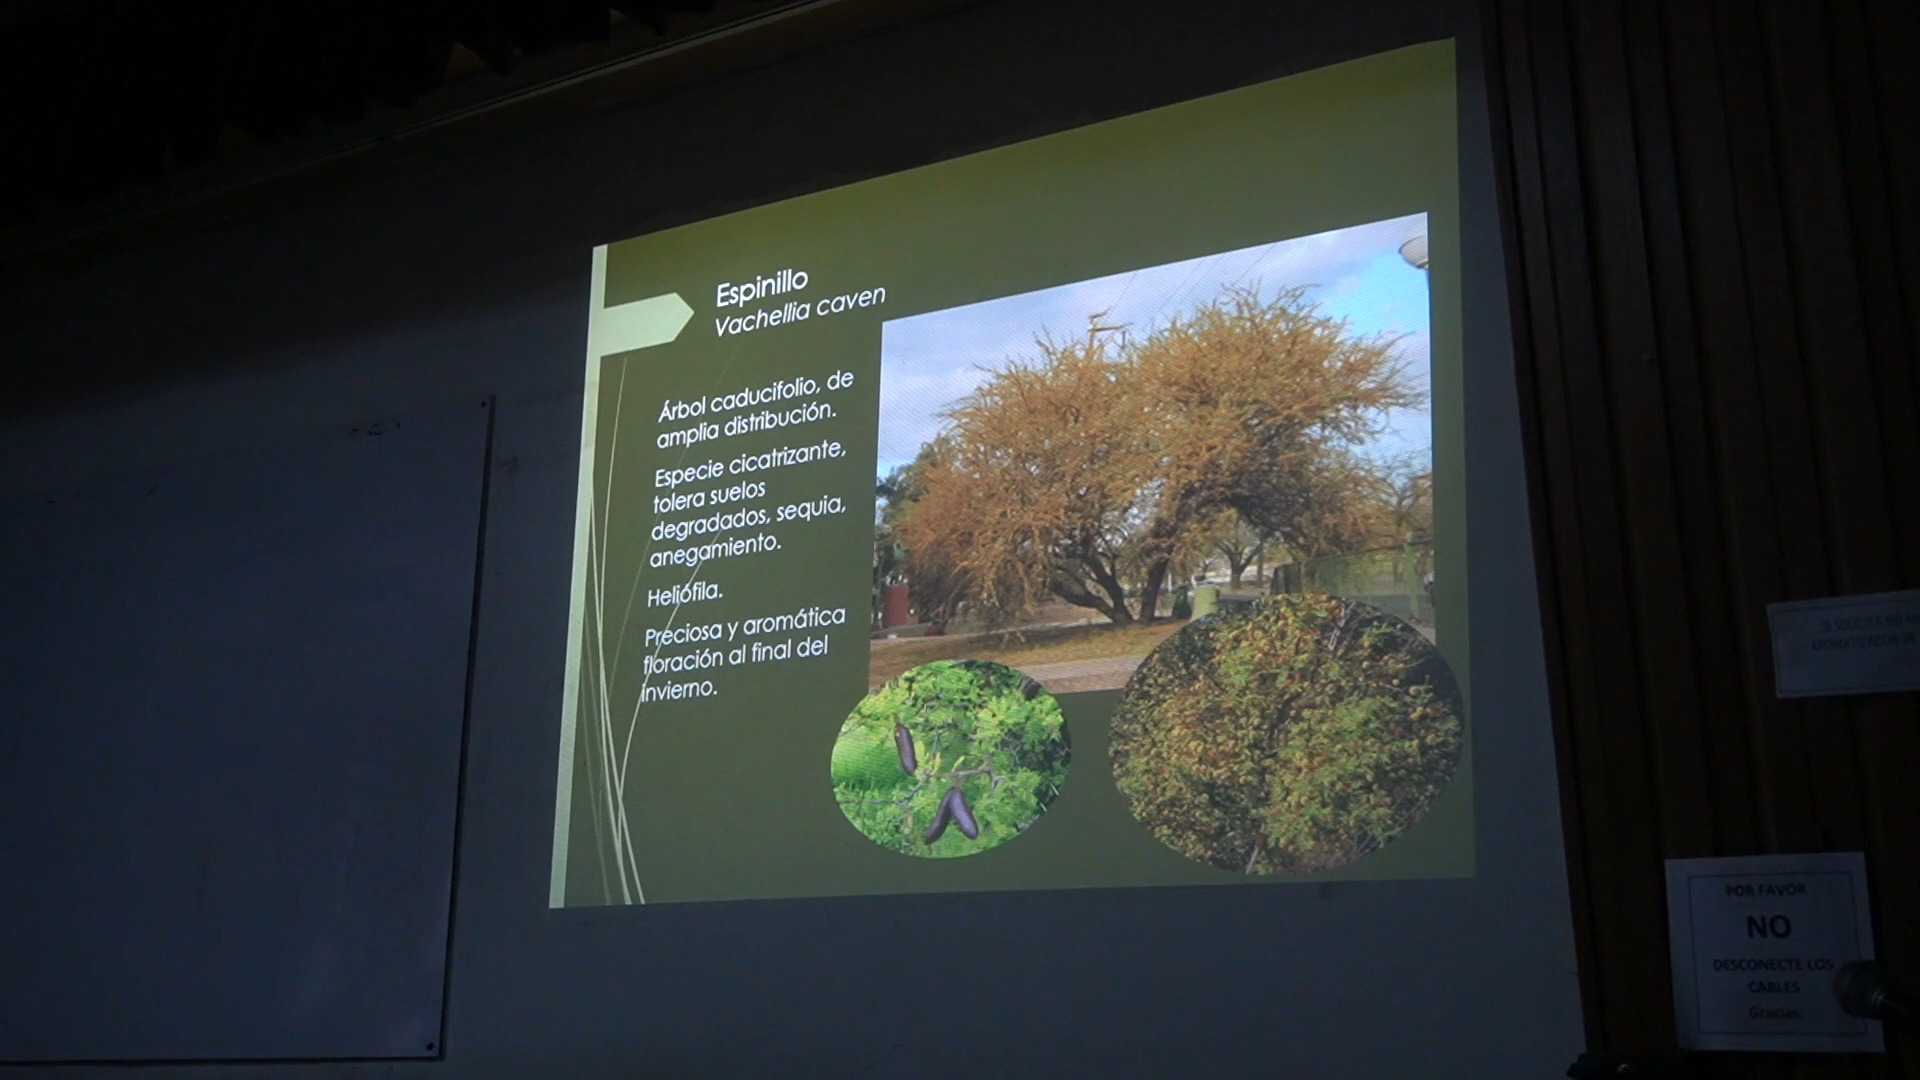 Espinillo
Vachellia caven
Árbol caducifolio, de
amplia distribución.
Especie cicatrizante,
tolera suelos
degradados, sequia,
anegamiento.
Heliófila.
Preciosa y aromática
floración al final del
invierno.
POR FAVOR
NO
DESCONECTE LOS
CABLES
Gracias.